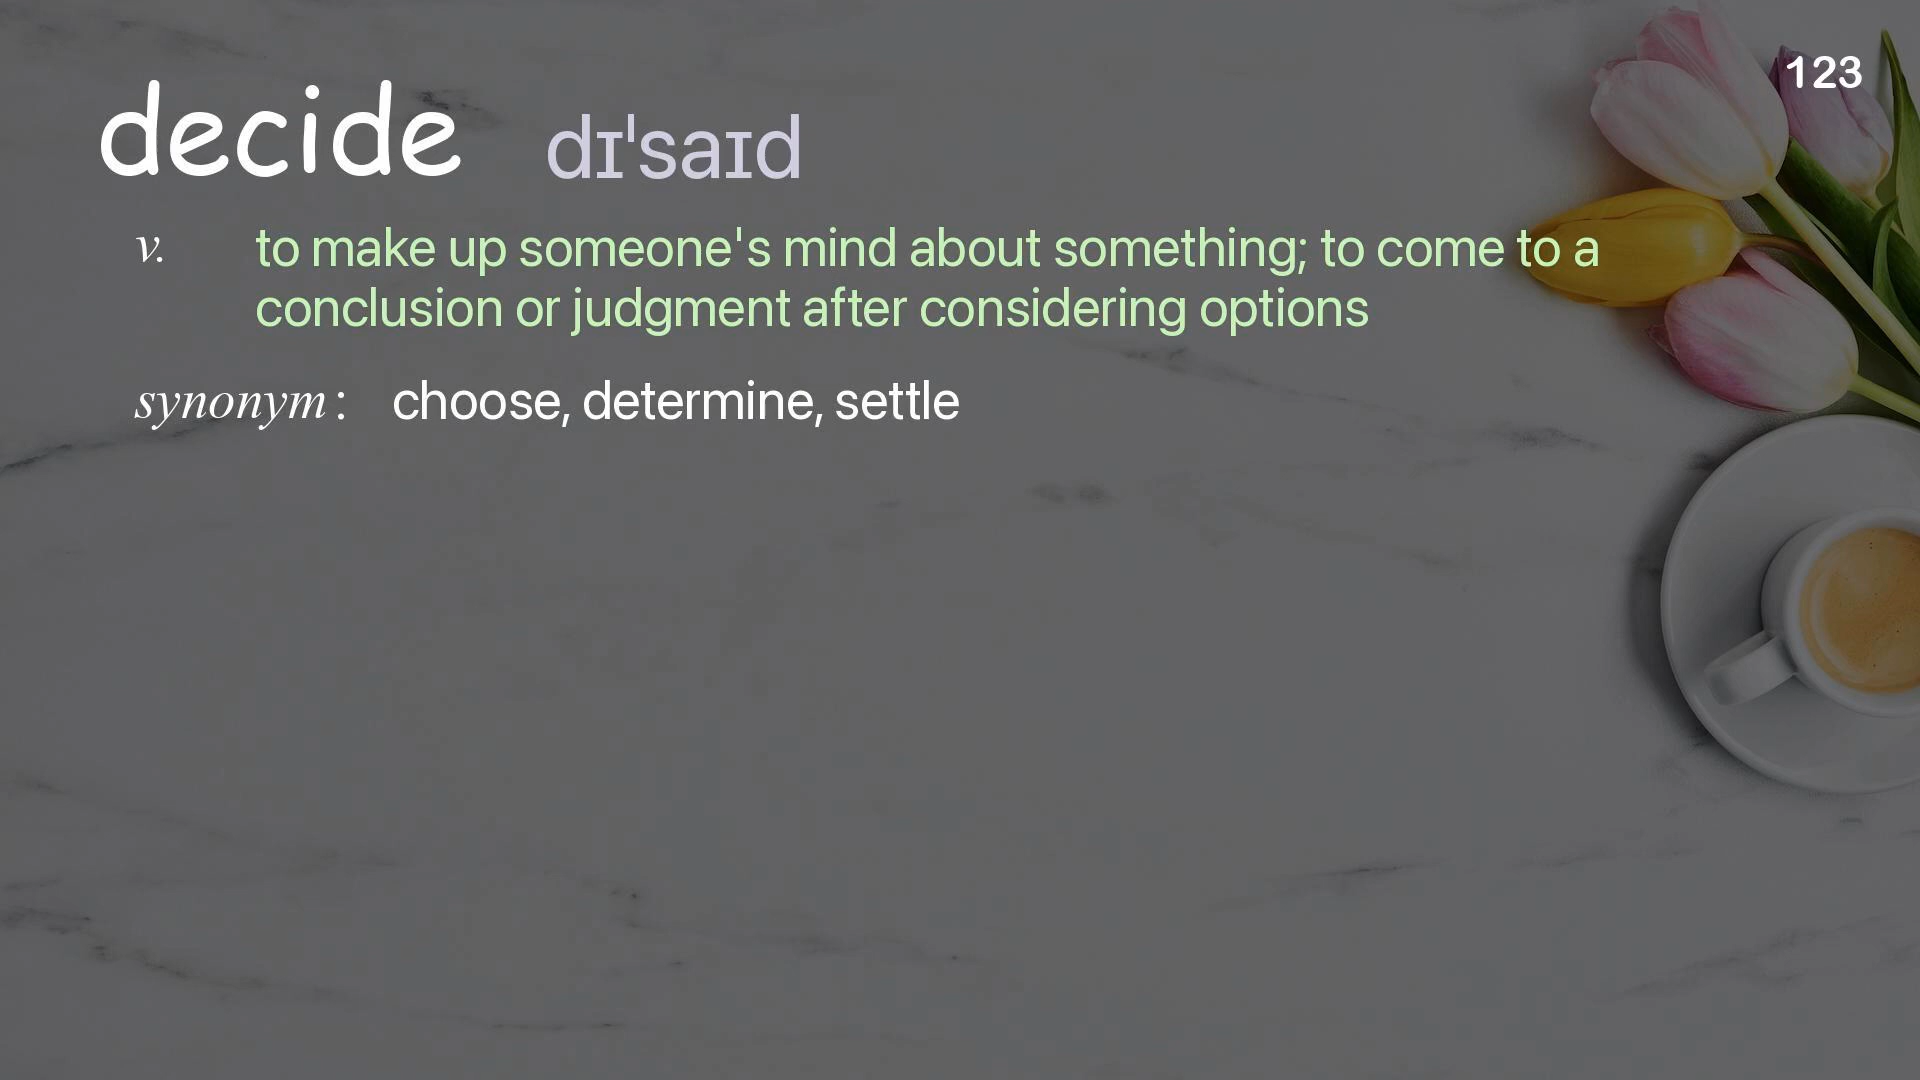 123
decide dɪˈsaɪd
v. to make up someone's mind about something; to come to a
conclusion or judgment after considering options
synonym: choose, determine, settle